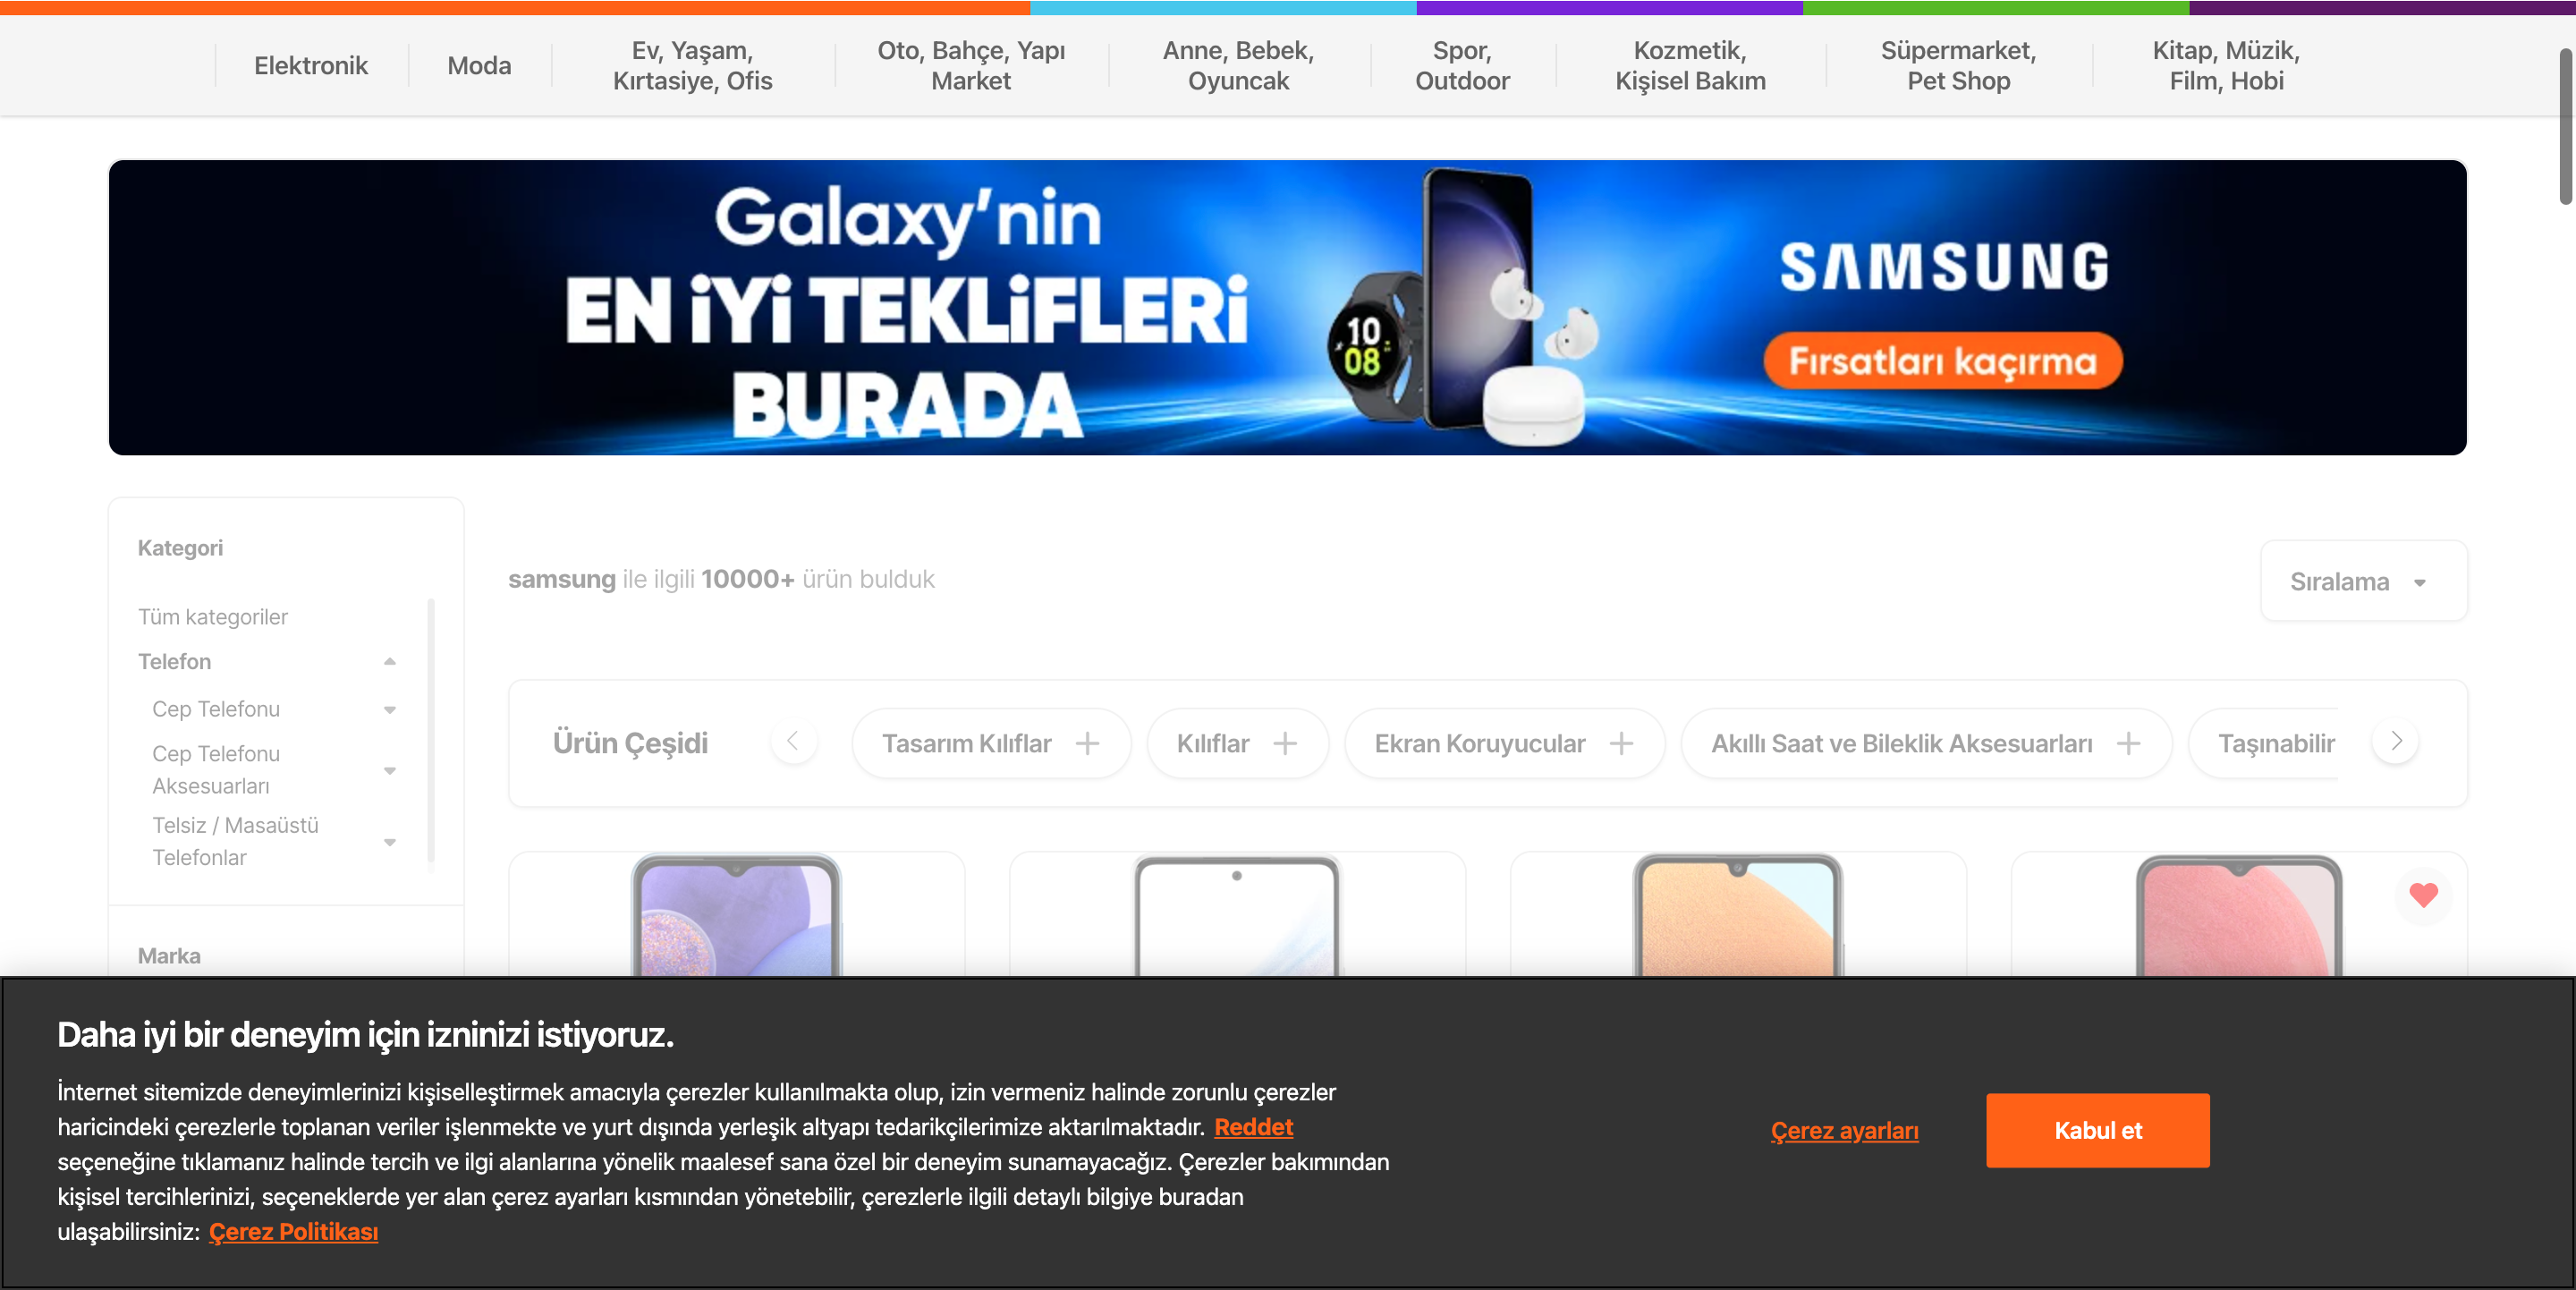 Elektronik
Moda
Ev, Yaşam,
Kırtasiye, Ofis
Oto, Bahçe, Yapı
Market
Anne, Bebek,
Oyuncak
Spor,
Outdoor
Kozmetik,
Kişisel Bakım
Süpermarket,
Pet Shop
Kitap, Müzik,
Film, Hobi
Galaxy'nin
EN İYİ TEKLİFLERİ
BURADA
10
08
SAMSUNG
Fırsatları kaçırma
Kategori
Tüm kategoriler
Telefon
Cep Telefonu
Cep Telefonu
Aksesuarları
Telsiz / Masaüstü
Telefonlar
Marka
samsung ile ilgili 10000+ ürün bulduk
Sıralama
Ürün Çeşidi
Tasarım Kılıflar
Kılıflar
Ekran Koruyucular
Akıllı Saat ve Bileklik Aksesuarları
Taşınabilir
Daha iyi bir deneyim için izninizi istiyoruz.
İnternet sitemizde deneyimlerinizi kişiselleştirmek amacıyla çerezler kullanılmakta olup, izin vermeniz halinde zorunlu çerezler
haricindeki çerezlerle toplanan veriler işlenmekte ve yurt dışında yerleşik altyapı tedarikçilerimize aktarılmaktadır. Reddet
seçeneğine tıklamanız halinde tercih ve ilgi alanlarına yönelik maalesef sana özel bir deneyim sunamayacağız. Çerezler bakımından
kişisel tercihlerinizi, seçeneklerde yer alan çerez ayarları kısmından yönetebilir, çerezlerle ilgili detaylı bilgiye buradan
ulaşabilirsiniz: Çerez Politikası
Çerez ayarları
Kabul et